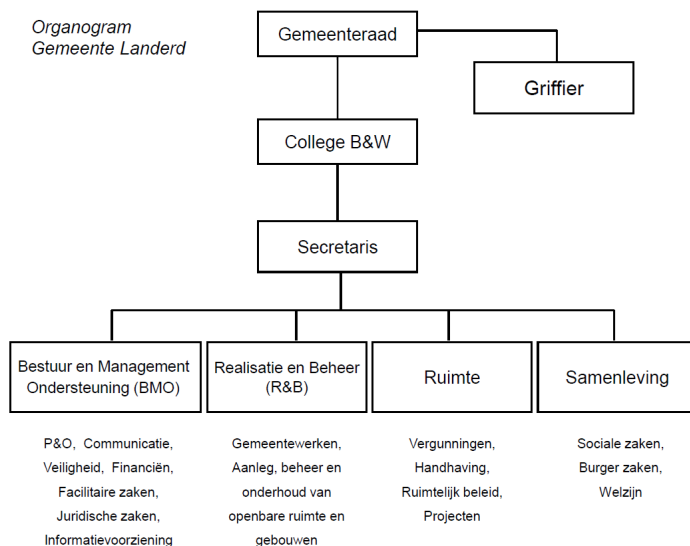 Organogram
Gemeente Landerd
Gemeenteraad
Griffier
College B&W
Secretaris
Bestuur en Management
Ondersteuning (BMO)
Realisatie en Beheer
(R&B)
Ruimte
Samenleving
P&O, Communicatie,
Veiligheid, Financiën,
Facilitaire zaken,
Juridische zaken,
Informatievoorziening
Gemeentewerken,
Aanleg, beheer en
onderhoud van
openbare ruimte en
gebouwen
Vergunningen,
Handhaving,
Ruimtelijk beleid,
Projecten
Sociale zaken,
Burger zaken,
Welzijn